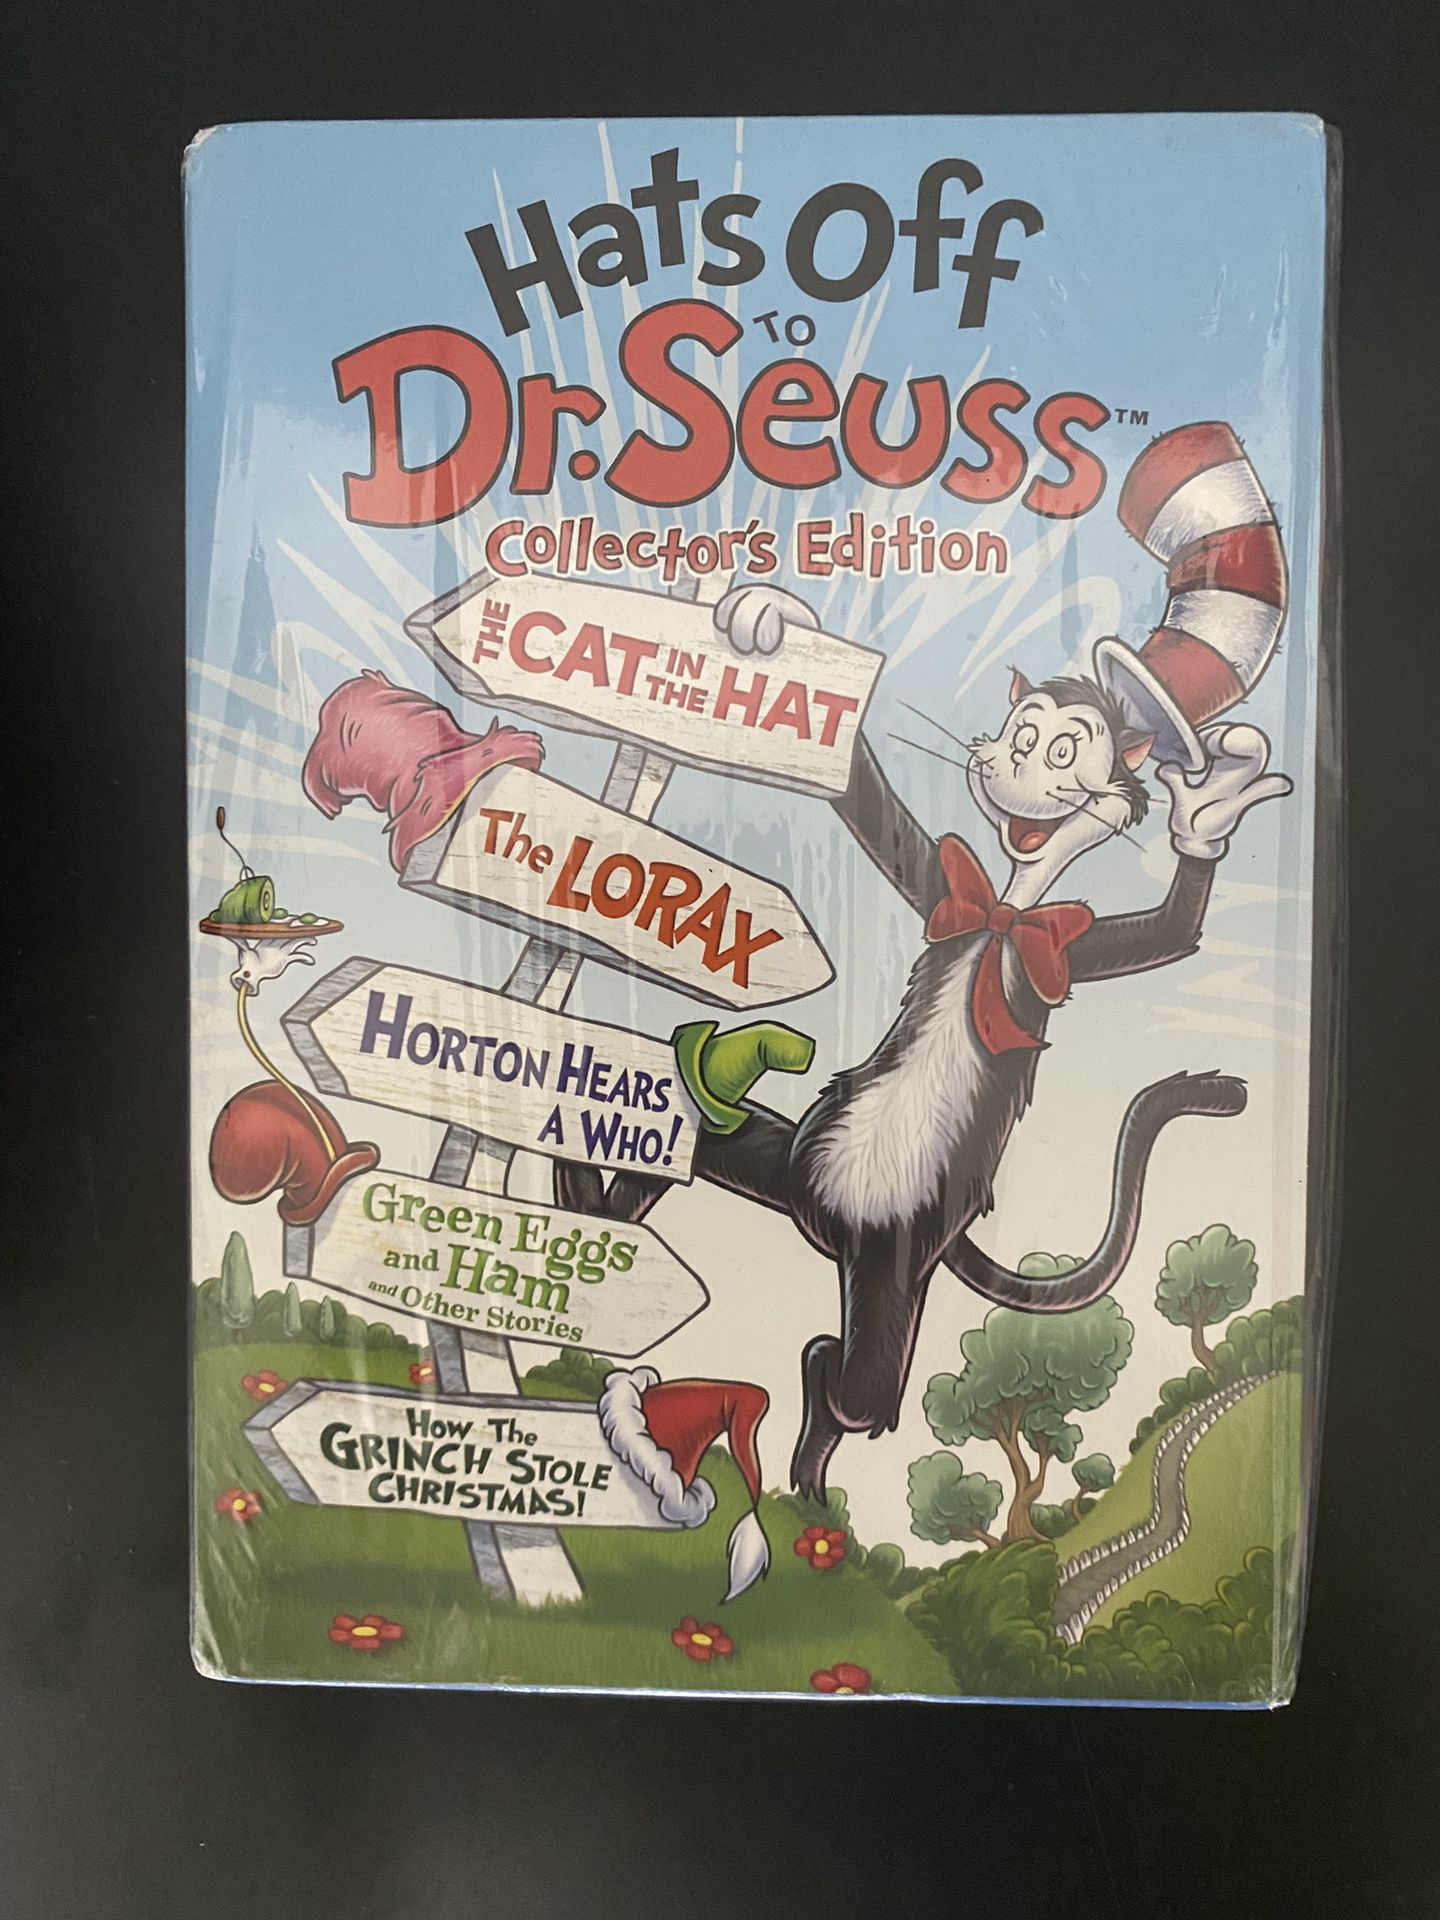 Hats Off
TO
Dr. Seuss™
Collector's Edition
THE CAT IN THE HAT
The LORAX
HORTON HEARS
A WHO!
Green Eggs
and Ham
and Other Stories
How The
GRINCH STOLE
CHRISTMAS!